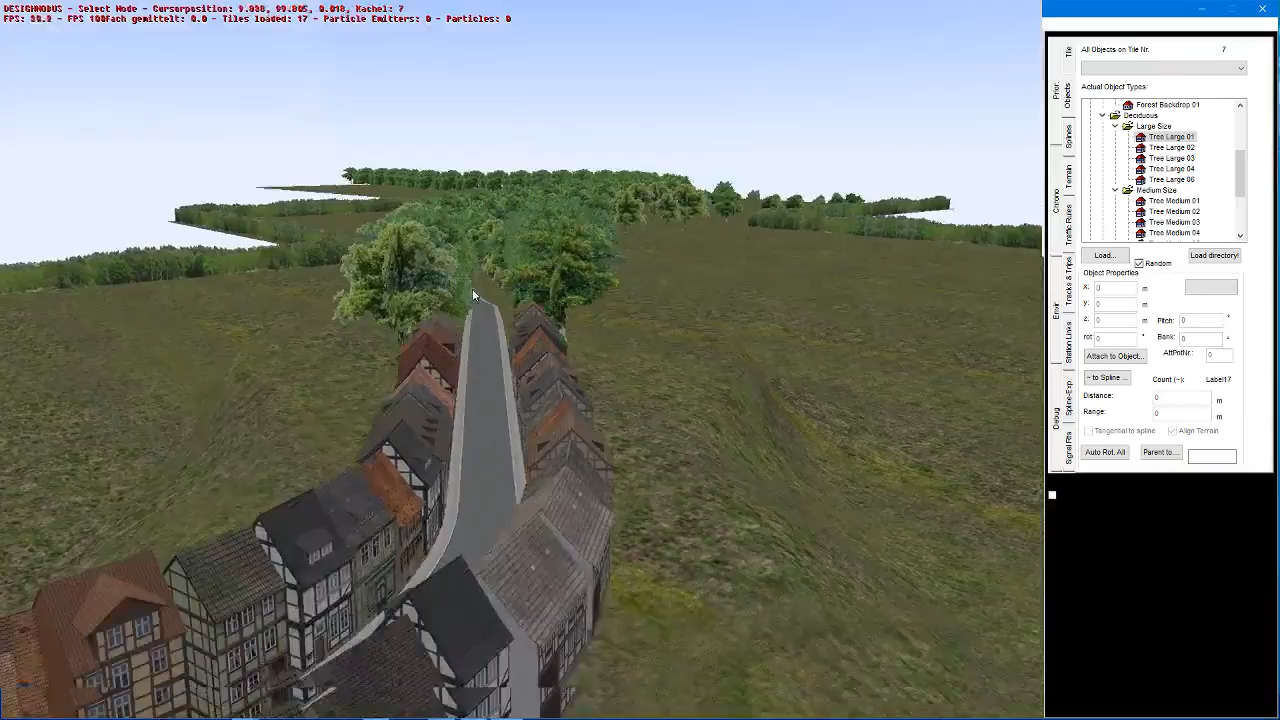 DESIGNMODUS - Select Mode - Cursorposition: 9.080, 99.805, 0.018, Kachel: 7
FPS: 30.2 - FPS 100fach gemittelt: 0.0 - Tiles loaded: 17 - Particle Emitters: 0 - Particles: 0
All Objects on Tile Nr. 7
Actual Object Types:
Forest Backdrop 01
Deciduous
Large Size
Tree Large 01
Tree Large 02
Tree Large 03
Tree Large 04
Tree Large 06
Medium Size
Tree Medium 01
Tree Medium 02
Tree Medium 03
Tree Medium 04
Load...
Random
Load directory!
Object Properties
x: 0 m
y: 0 m
z: 0 m
Pitch: 0 °
rot 0 °
Bank: 0 °
Attach to Object...
AttPntNr.: 0
~ to Spline ...
Count (~): Label17
Distance: 0 m
Range: 0 m
Tangential to spline
Align Terrain
Auto Rot. All
Parent to....
Tile
Objects
Splines
Terrain
Traffic Rules
Tracks & Trips
Station Links
Spline-Exp.
Signal Rts
Prior.
Chrono
Envir.
Debug